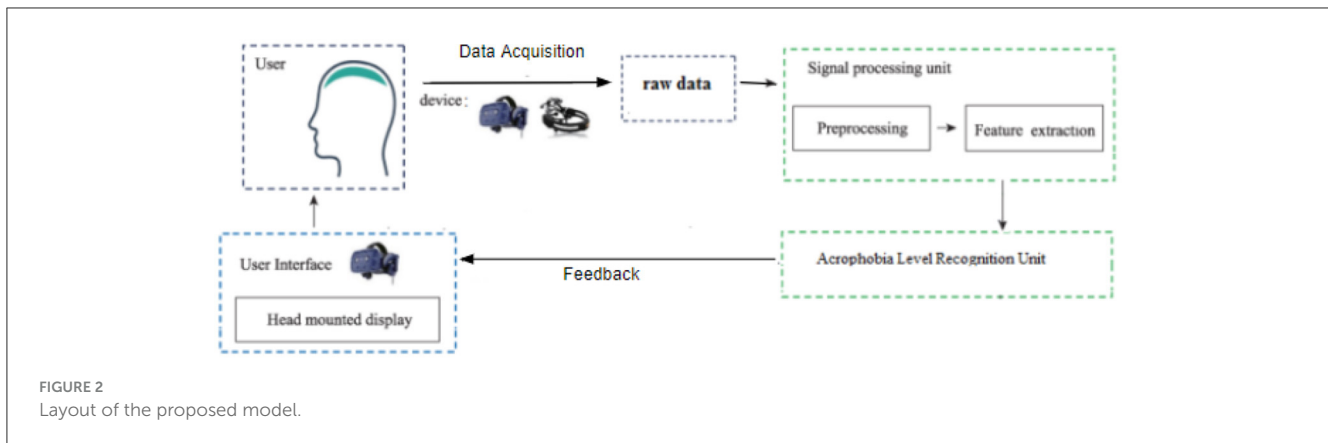 User
Data Acquisition
device:
raw data
Signal processing unit
Preprocessing
Feature extraction
User Interface
Head mounted display
Feedback
Acrophobia Level Recognition Unit
FIGURE 2
Layout of the proposed model.